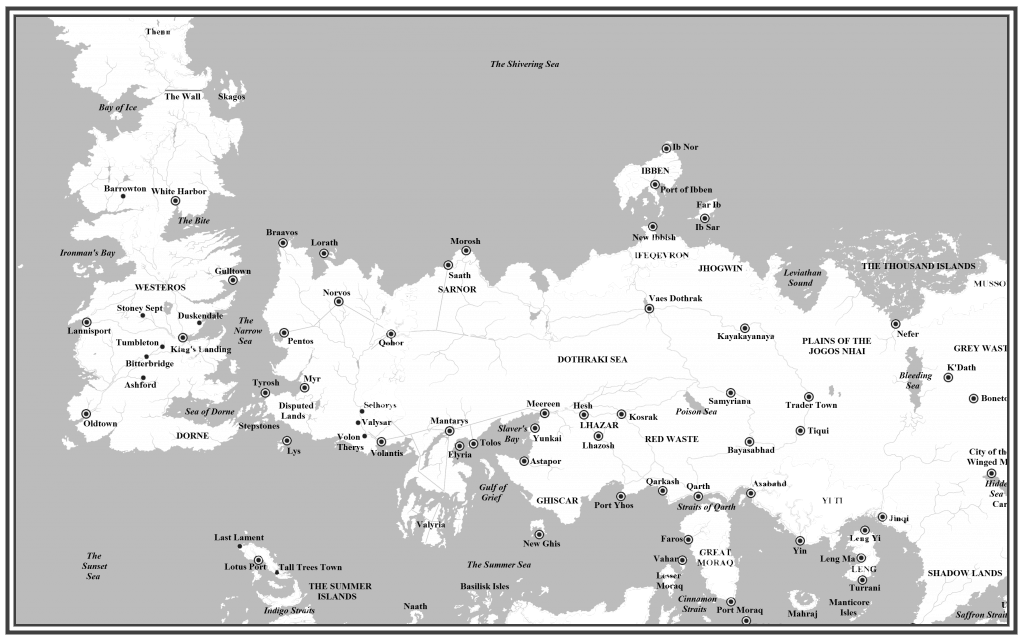 Thenn
The Shivering Sea
The Wall
Skagos
Bay of Ice
Ib Nor
IBBEN
Port of Ibben
Barrowton
White Harbor
Far Ib
The Bite
Ib Sar
Braavos
New Ibbish
Lorath
Morosh
Ironman's Bay
IFEQEVRON
Saath
JHOGWIN
THE THOUSAND ISLANDS
Gulltown
Leviathan
Sound
WESTEROS
SARNOR
MUSSO
Norvos
Vaes Dothrak
Stoney Sept
Duskendale
The
Narrow
Sea
Lannisport
Nefer
Kayakayanaya
Pentos
Qohor
Tumbleton
King's Landing
PLAINS OF THE
JOGOS NHAI
GREY WAST
Bitterbridge
DOTHRAKI SEA
K'Dath
Ashford
Tyrosh
Myr
Bleeding
Sea
Samyriana
Trader Town
Boneto
Sea of Dorne
Disputed
Lands
Selhorys
Meereen
Hesh
Kosrak
Poison Sea
Oldtown
Stepstones
Valysar
Mantarys
Slaver's
Bay
LHAZAR
Tiqui
DORNE
Volon
Therys
Volantis
Tolos
Yunkai
Lhazosh
RED WASTE
Lys
Elyria
Bayasabhad
City of the
Winged M
Astapor
Gulf of
Grief
Qarkash
Qarth
Asabahd
Hidde
Sea
Car
GHISCAR
Port Yhos
Straits of Qarth
YI TI
Valyria
Jinqi
Last Lament
New Ghis
Faros
Yin
Leng Yi
The
Sunset
Sea
Lotus Port
Tall Trees Town
The Summer Sea
Vahar
GREAT
MORAQ
Leng Ma
LENG
Lesser
Moraq
SHADOW LANDS
THE SUMMER
ISLANDS
Basilisk Isles
Turrani
Indigo Straits
Naath
Cinnamon
Straits
Port Moraq
Mahraj
Manticore
Isles
U
Saffron Strait